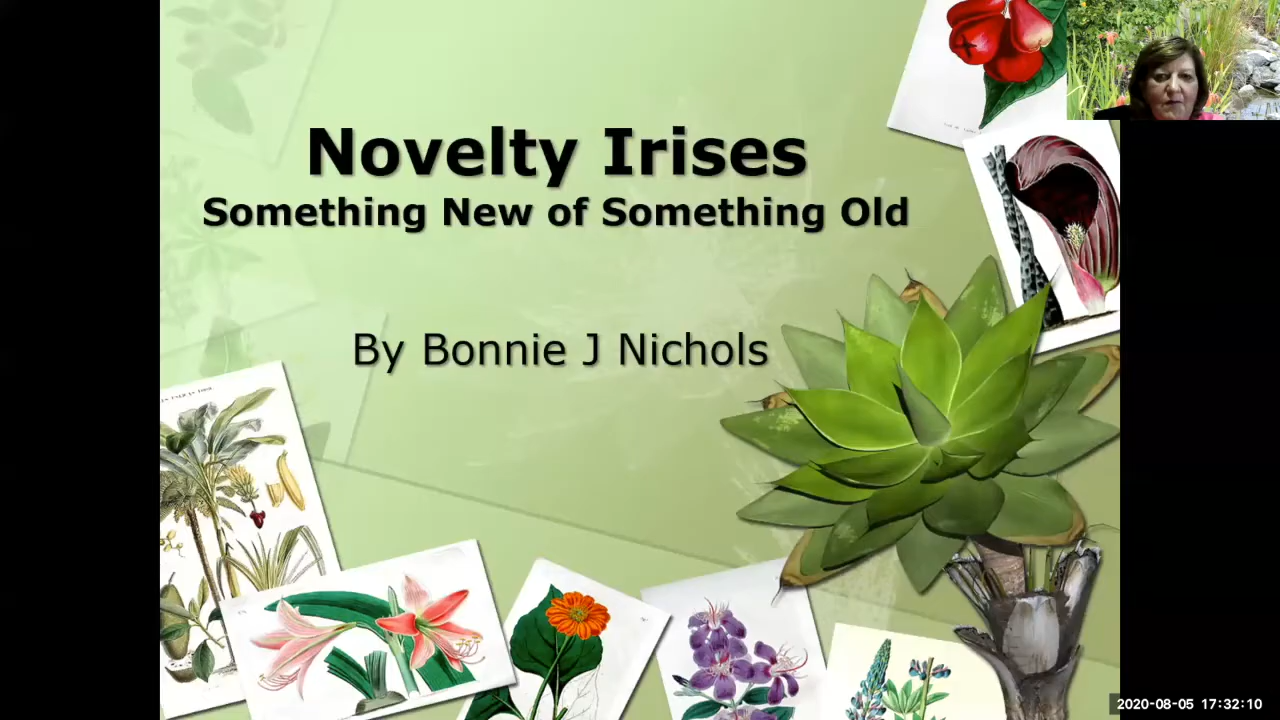 Novelty Irises
Something New of Something Old
By Bonnie J Nichols
2020-08-05 17:32:10